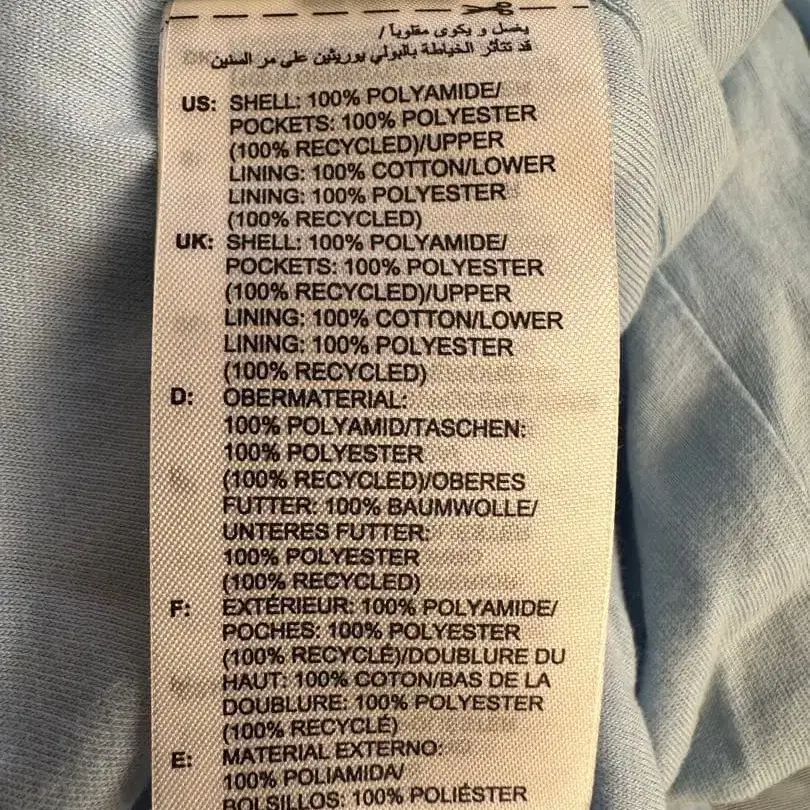 يغسل و يكوى مقلوباً /
قد تتأثر الخياطة بالبولي يوريثين على مر السنين
US: SHELL: 100% POLYAMIDE/
POCKETS: 100% POLYESTER
(100% RECYCLED)/UPPER
LINING: 100% COTTON/LOWER
LINING: 100% POLYESTER
(100% RECYCLED)
UK: SHELL: 100% POLYAMIDE/
POCKETS: 100% POLYESTER
(100% RECYCLED)/UPPER
LINING: 100% COTTON/LOWER
LINING: 100% POLYESTER
(100% RECYCLED)
D: OBERMATERIAL:
100% POLYAMID/TASCHEN:
100% POLYESTER
(100% RECYCLED)/OBERES
FUTTER: 100% BAUMWOLLE/
UNTERES FUTTER:
100% POLYESTER
(100% RECYCLED)
F: EXTÉRIEUR: 100% POLYAMIDE/
POCHES: 100% POLYESTER
(100% RECYCLÉ)/DOUBLURE DU
HAUT: 100% COTON/BAS DE LA
DOUBLURE: 100% POLYESTER
(100% RECYCLÉ)
E: MATERIAL EXTERNO:
100% POLIAMIDA/
BOLSILLOS: 100% POLIÉSTER